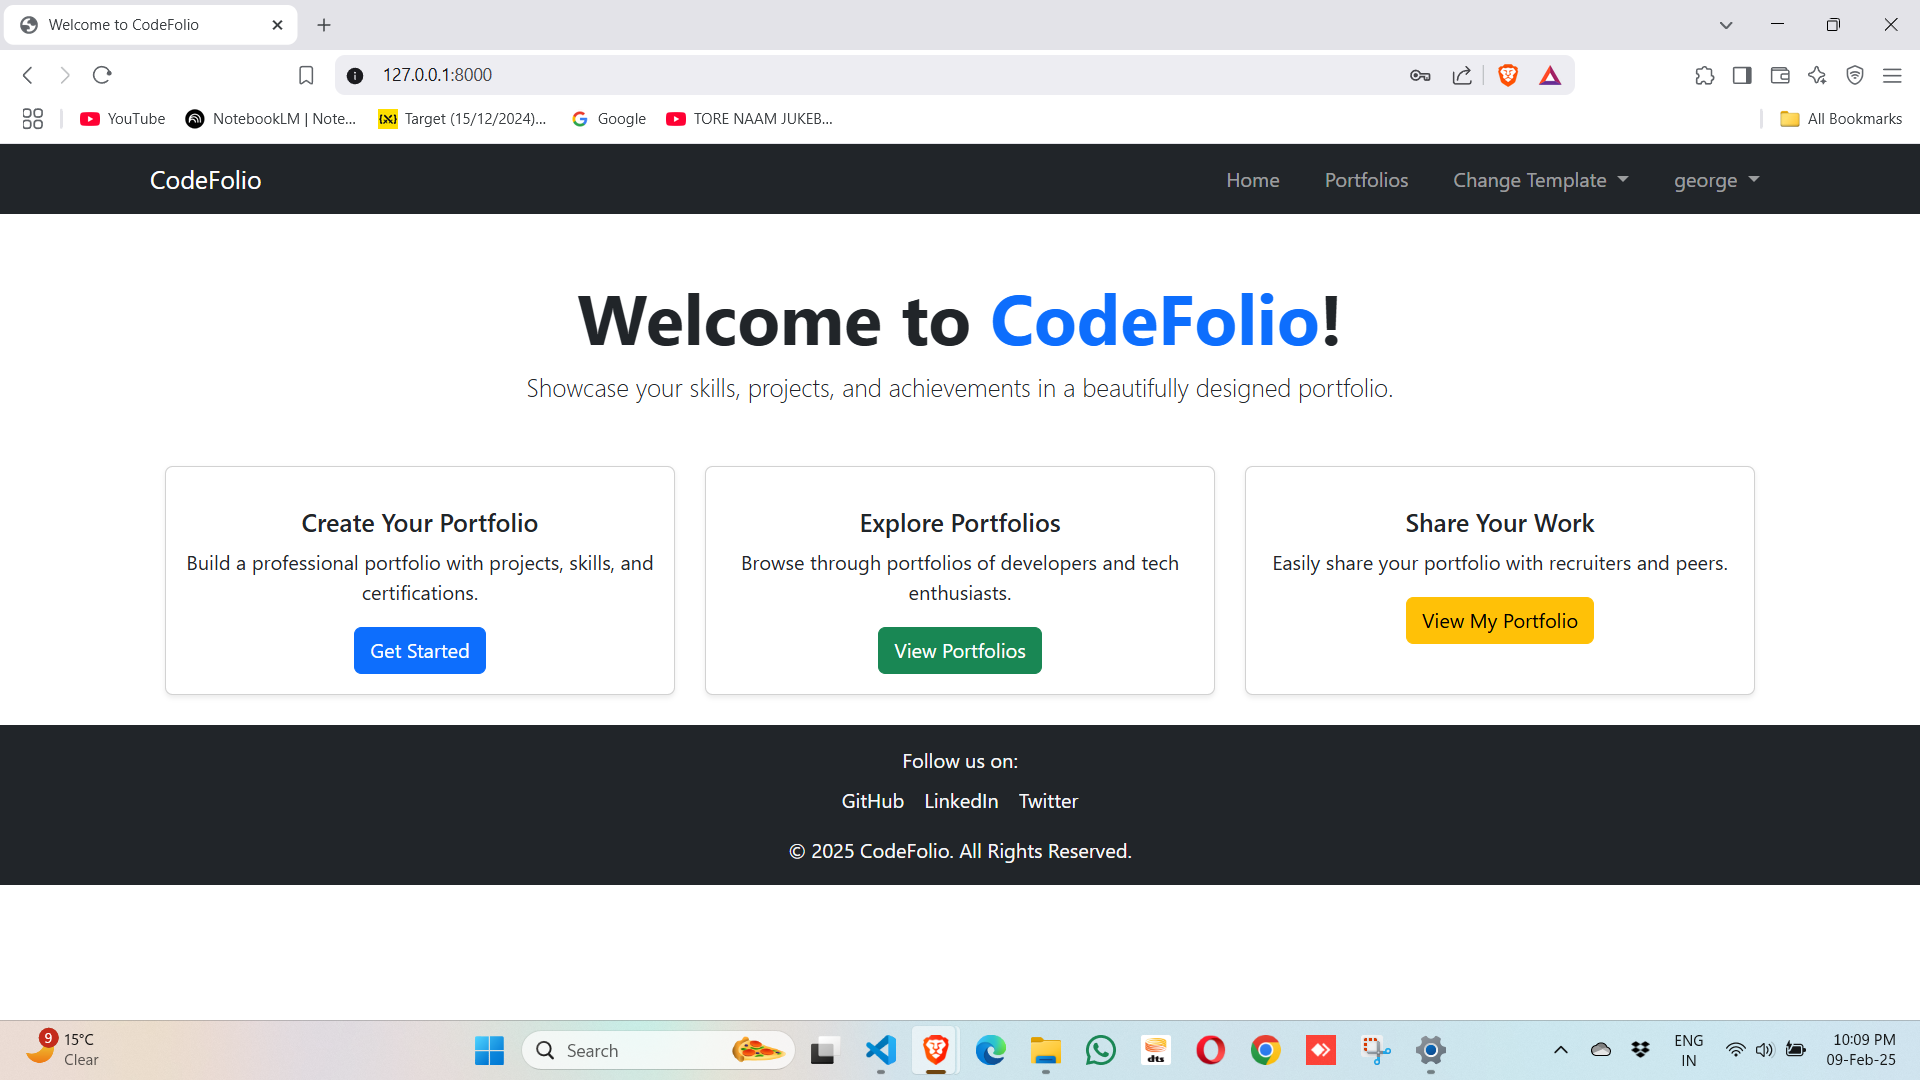 Welcome to CodeFolio
127.0.0.1:8000
YouTube
NotebookLM | Note...
Target (15/12/2024)...
Google
TORE NAAM JUKEB...
All Bookmarks
CodeFolio
Home
Portfolios
Change Template
george
Welcome to CodeFolio!
Showcase your skills, projects, and achievements in a beautifully designed portfolio.
Create Your Portfolio
Build a professional portfolio with projects, skills, and
certifications.
Get Started
Explore Portfolios
Browse through portfolios of developers and tech
enthusiasts.
View Portfolios
Share Your Work
Easily share your portfolio with recruiters and peers.
View My Portfolio
Follow us on:
GitHub LinkedIn Twitter
© 2025 CodeFolio. All Rights Reserved.
9
15°C
Clear
Search
dts
ENG
IN
10:09 PM
09-Feb-25